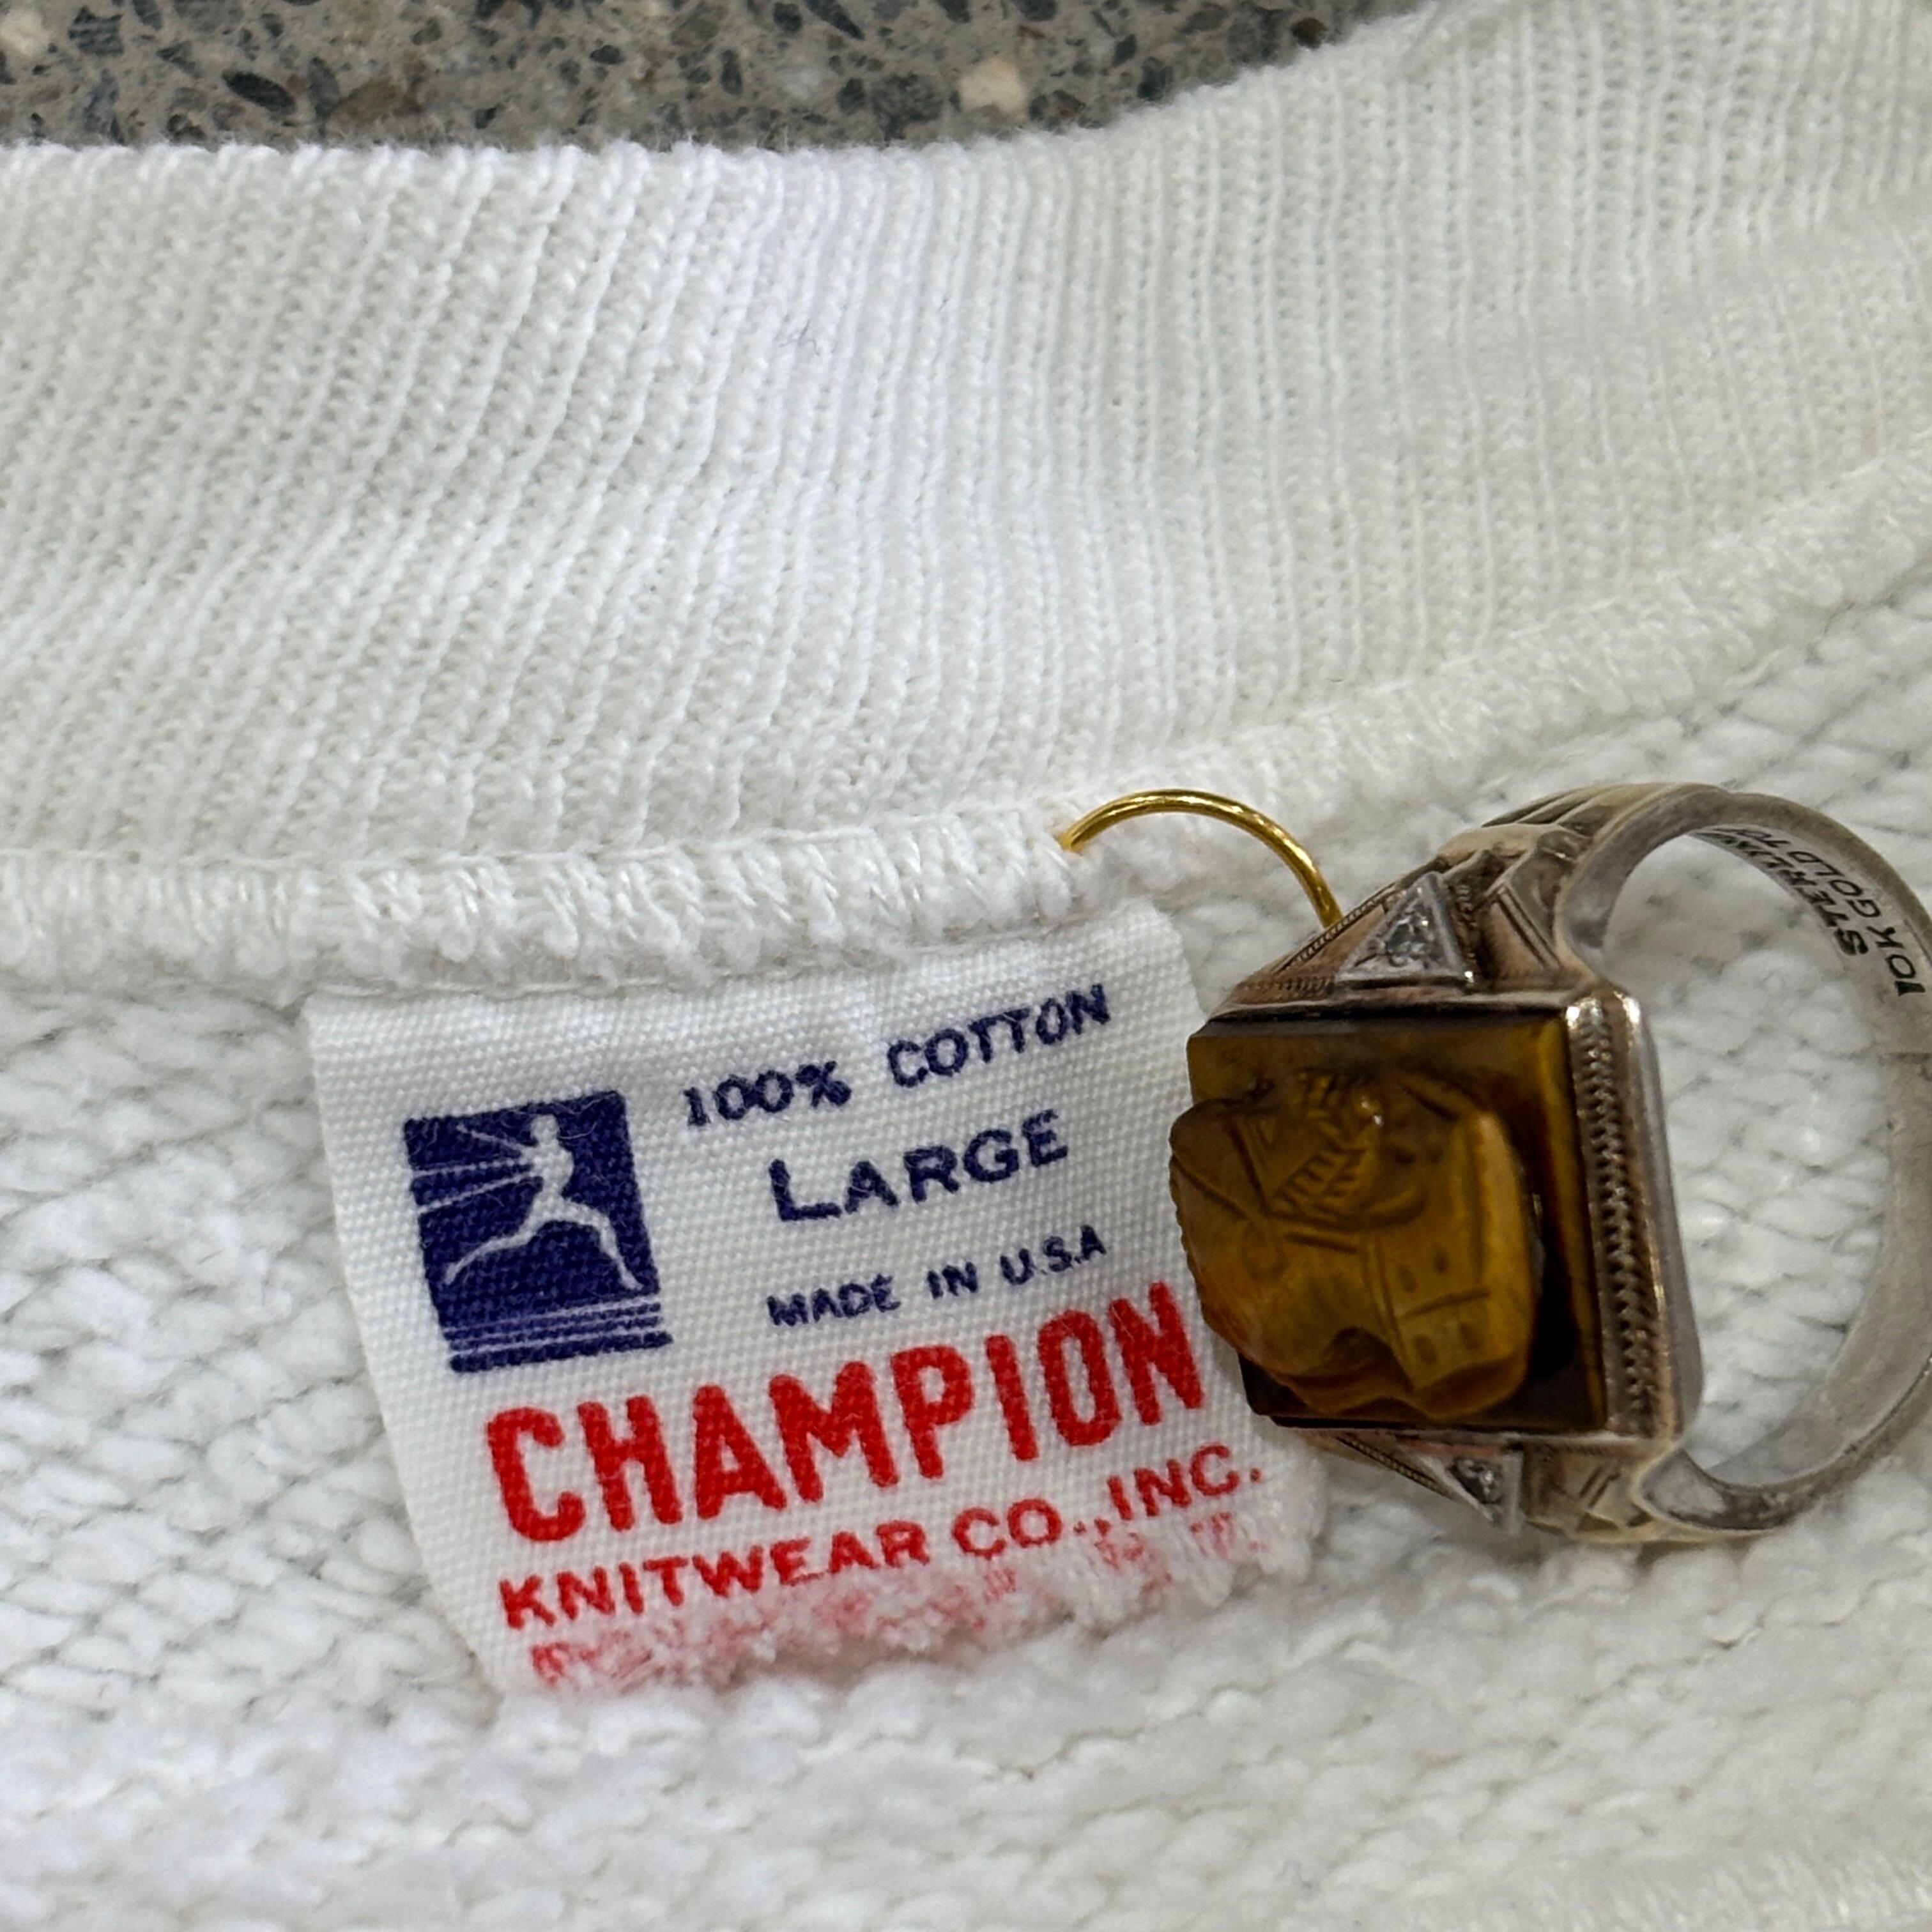 100% COTTON
LARGE
MADE IN U.S.A
CHAMPION
KNITWEAR CO., INC.
STERLING
10K GOLD TOP